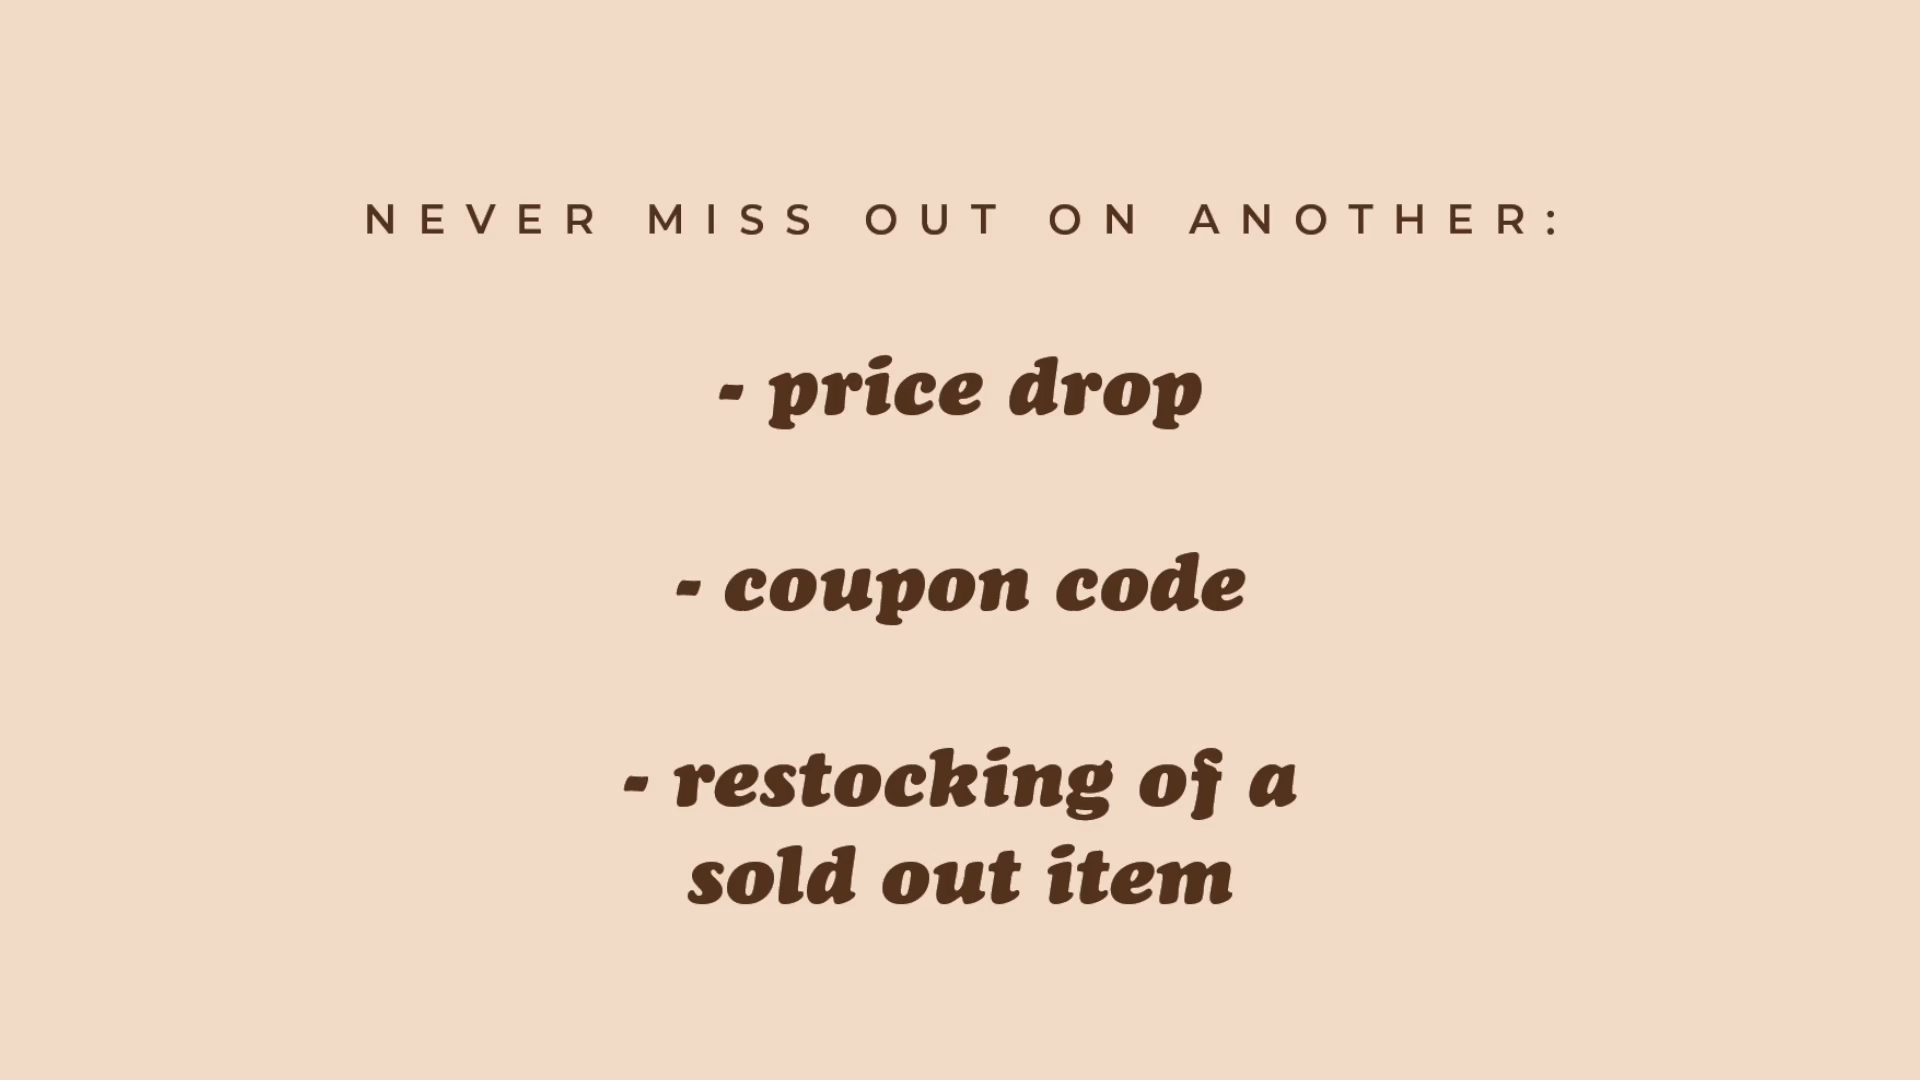 NEVER MISS OUT ON ANOTHER:
- price drop
- coupon code
- restocking of a
sold out item